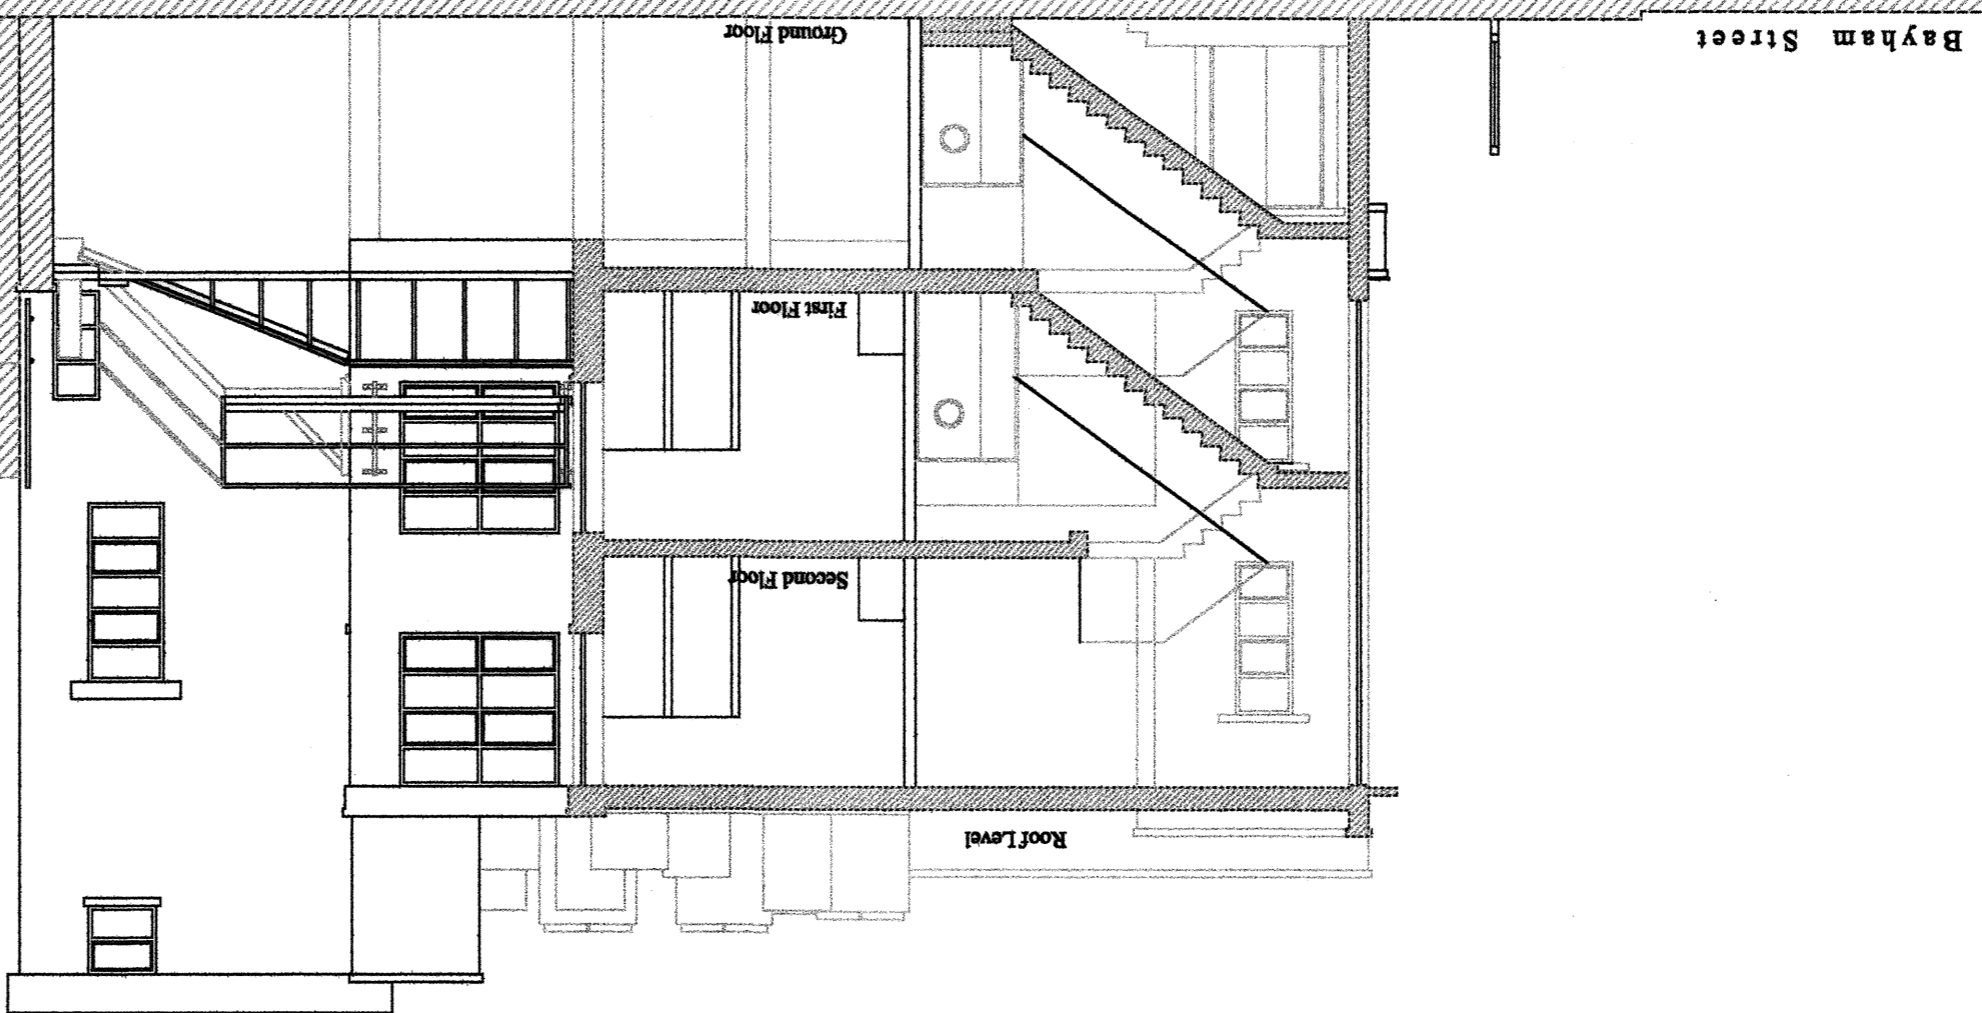 Roof Level
Second Floor
First Floor
Ground Floor
Bayham Street